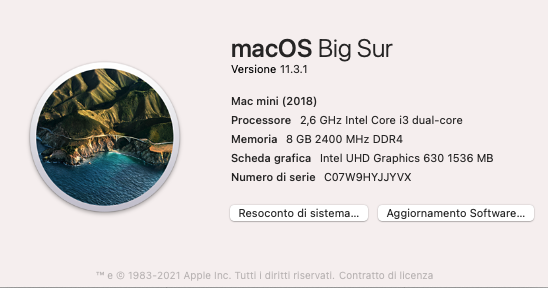 macOS Big Sur
Versione 11.3.1
Mac mini (2018)
Processore 2,6 GHz Intel Core i3 dual-core
Memoria 8 GB 2400 MHz DDR4
Scheda grafica Intel UHD Graphics 630 1536 MB
Numero di serie C07W9HYJJYVX
Resoconto di sistema... Aggiornamento Software...
™ e © 1983-2021 Apple Inc. Tutti i diritti riservati. Contratto di licenza